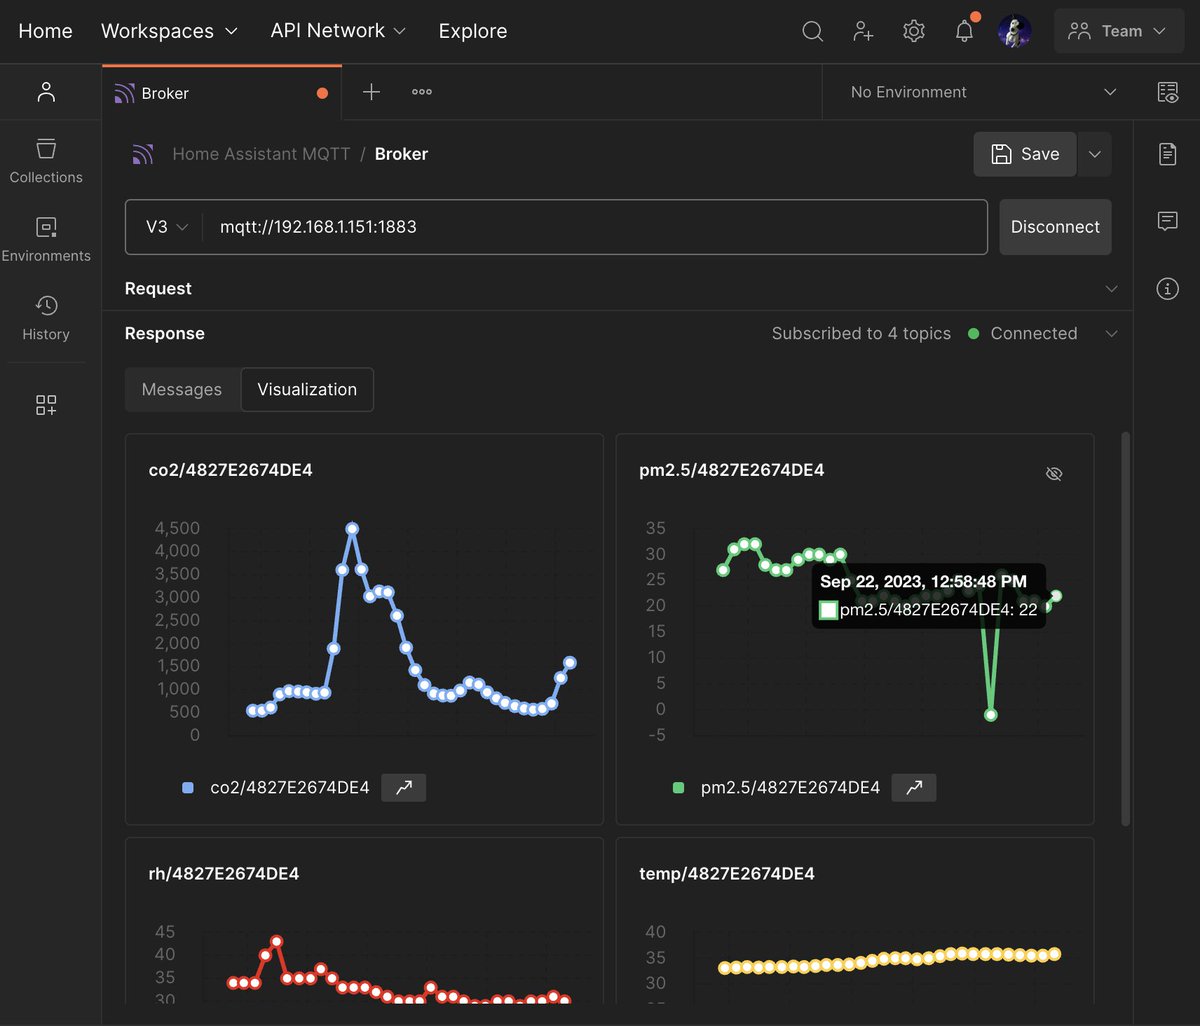 Home Workspaces API Network Explore Team
Broker No Environment
Collections
Environments
History
Home Assistant MQTT / Broker Save
V3 mqtt://192.168.1.151:1883 Disconnect
Request
Response Subscribed to 4 topics Connected
Messages Visualization
co2/4827E2674DE4
4,500
4,000
3,500
3,000
2,500
2,000
1,500
1,000
500
0
co2/4827E2674DE4
pm2.5/4827E2674DE4
35
30
25
20
15
10
5
0
-5
Sep 22, 2023, 12:58:48 PM
pm2.5/4827E2674DE4: 22
pm2.5/4827E2674DE4
rh/4827E2674DE4
45
40
35
30
temp/4827E2674DE4
40
35
30